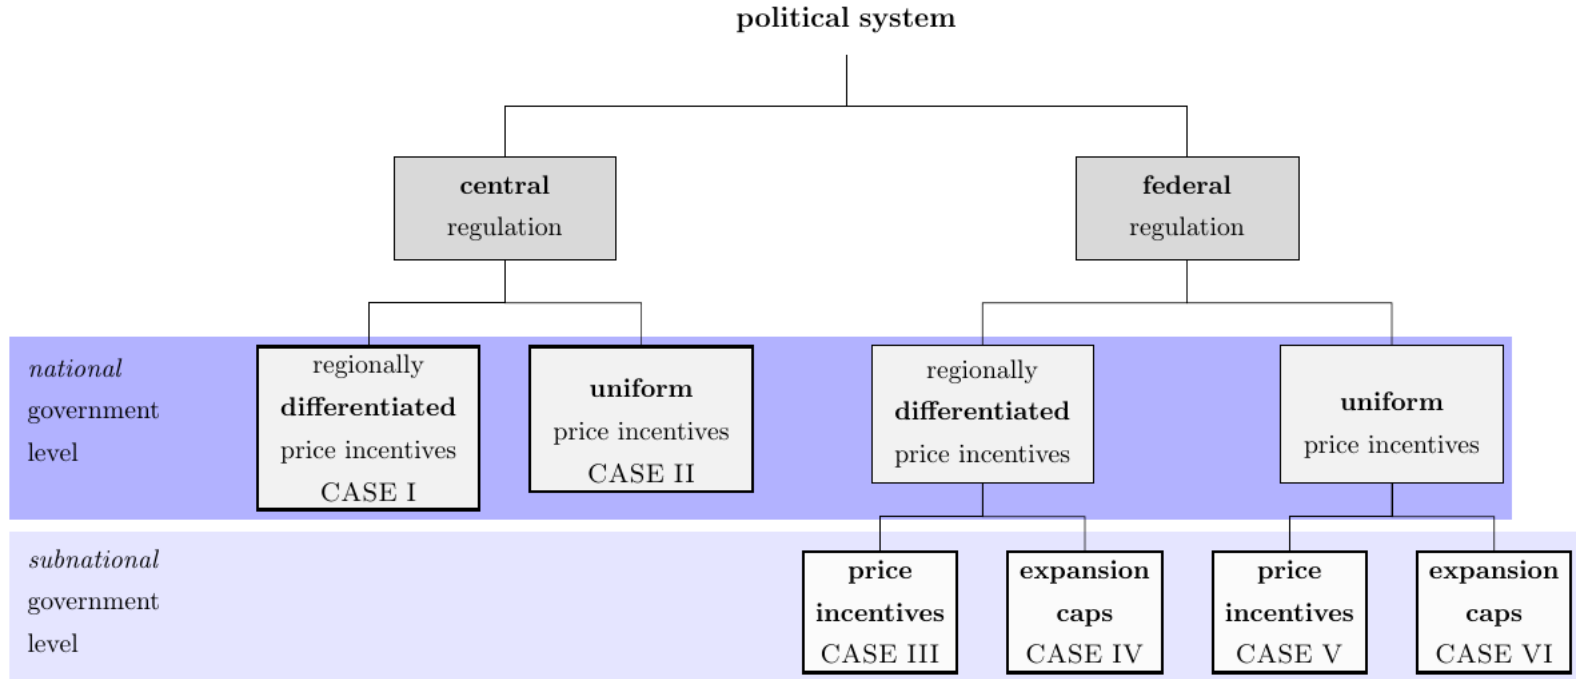 political system
central
regulation
federal
regulation
national
government
level
regionally
differentiated
price incentives
CASE I
uniform
price incentives
CASE II
regionally
differentiated
price incentives
uniform
price incentives
subnational
government
level
price
incentives
CASE III
expansion
caps
CASE IV
price
incentives
CASE V
expansion
caps
CASE VI